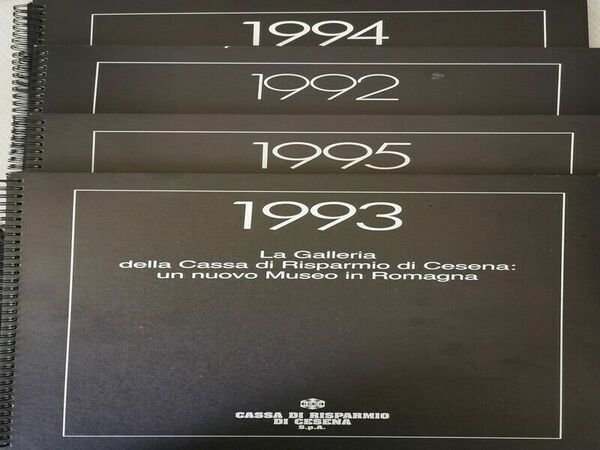 1994
1992
1995
1993
La Galleria
della Cassa di Risparmio di Cesena:
un nuovo Museo in Romagna
CASSA DI RISPARMIO
DI CESENA
S.p.A.